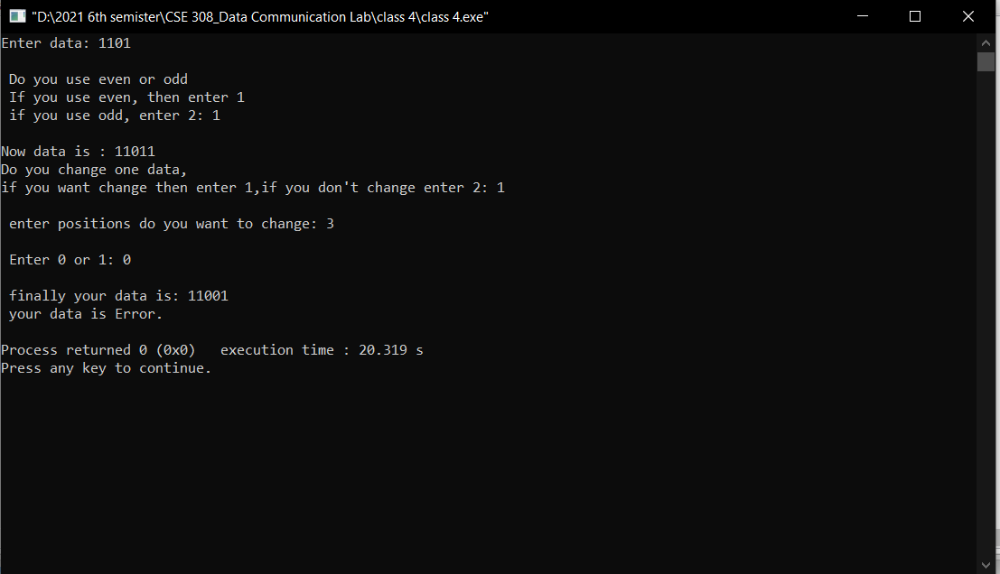 "D:\2021 6th semister\CSE 308_Data Communication Lab\class 4\class 4.exe"
Enter data: 1101
Do you use even or odd
If you use even, then enter 1
if you use odd, enter 2: 1
Now data is : 11011
Do you change one data,
if you want change then enter 1,if you don't change enter 2: 1
enter positions do you want to change: 3
Enter 0 or 1: 0
finally your data is: 11001
your data is Error.
Process returned 0 (0x0)   execution time : 20.319 s
Press any key to continue.